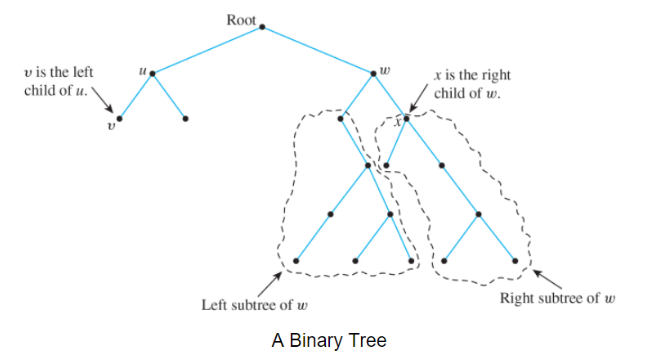 Root
v is the left
child of u.
u
w
x is the right
child of w.
v
x
Left subtree of w
Right subtree of w
A Binary Tree